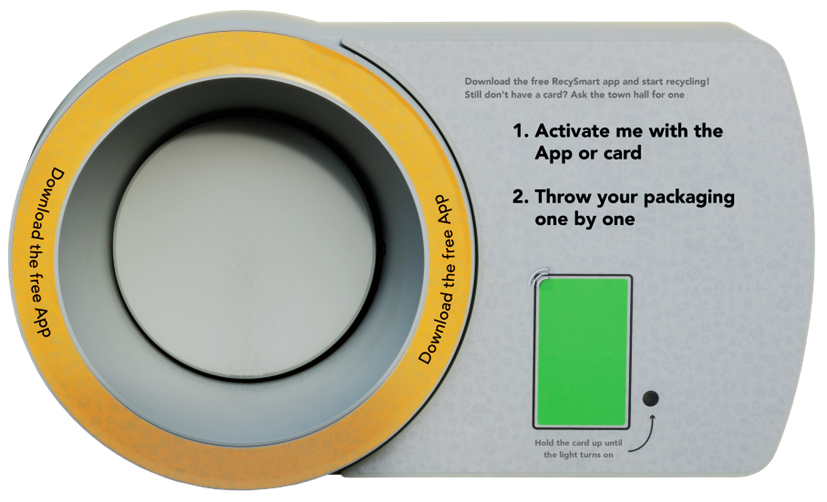 Download the free RecySmart app and start recycling!
Still don't have a card? Ask the town hall for one
1. Activate me with the
App or card
2. Throw your packaging
one by one
Hold the card up until
the light turns on
Download the free App
Download the free App